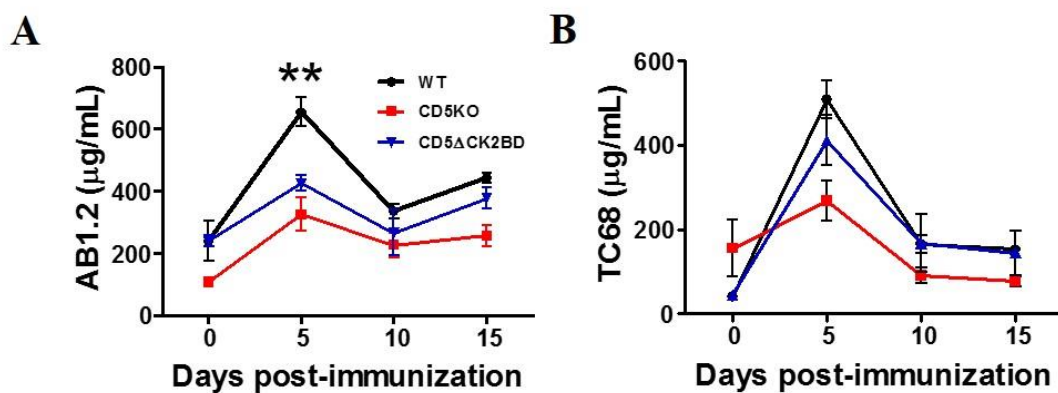 A
AB1.2 (μg/mL)
800
600
400
200
0
**
WT
CD5KO
CD5ΔCK2BD
0 5 10 15
Days post-immunization
B
TC68 (μg/mL)
600
400
200
0
0 5 10 15
Days post-immunization